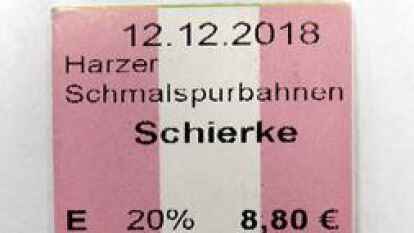 12.12.2018
Harzer
Schmalspurbahnen
Schierke
E 20% 8,80 €